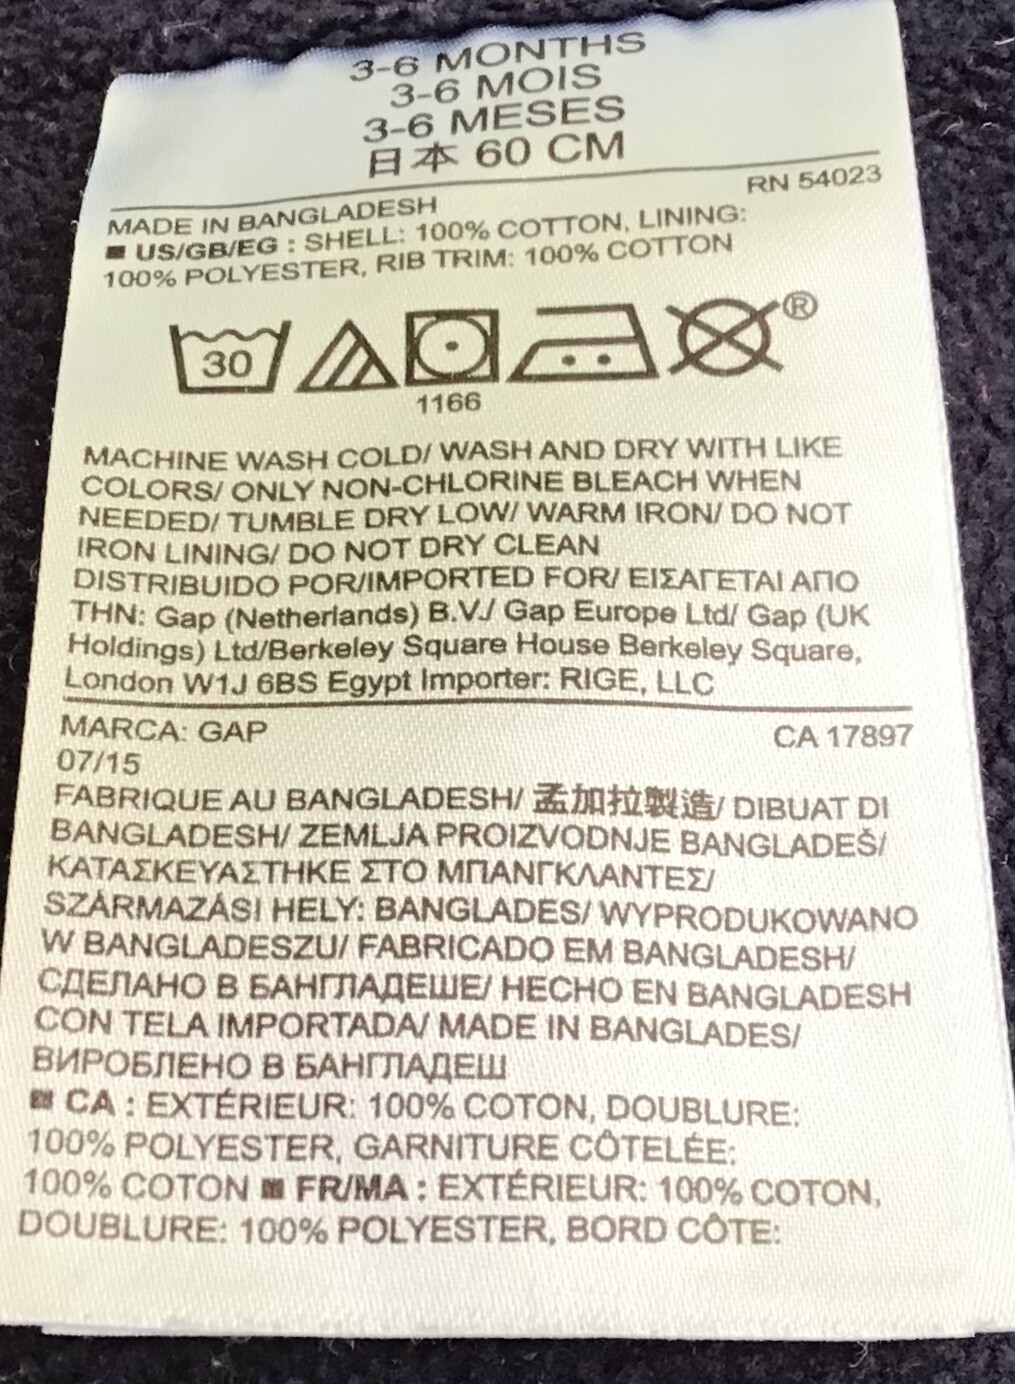 3-6 MONTHS
3-6 MOIS
3-6 MESES
日本 60 CM
RN 54023
MADE IN BANGLADESH
■ US/GB/EG : SHELL: 100% COTTON, LINING:
100% POLYESTER, RIB TRIM: 100% COTTON
30
®
1166
MACHINE WASH COLD/ WASH AND DRY WITH LIKE
COLORS/ ONLY NON-CHLORINE BLEACH WHEN
NEEDED/ TUMBLE DRY LOW/ WARM IRON/ DO NOT
IRON LINING/ DO NOT DRY CLEAN
DISTRIBUIDO POR/IMPORTED FOR/ ΕΙΣΑΓΕΤΑΙ ΑΠΟ
ΤΗΝ: Gap (Netherlands) B.V./ Gap Europe Ltd/ Gap (UK
Holdings) Ltd/Berkeley Square House Berkeley Square,
London W1J 6BS Egypt Importer: RIGE, LLC
MARCA: GAP
CA 17897
07/15
FABRIQUE AU BANGLADESH/ 孟加拉製造/ DIBUAT DI
BANGLADESH/ ZEMLJA PROIZVODNJE BANGLADEŠ/
ΚΑΤΑΣΚΕΥΑΣΤΗΚΕ ΣΤΟ ΜΠΑΝΓΚΛΑΝΤΕΣ/
SZÁRMAZÁSI HELY: BANGLADES/ WYPRODUKOWANO
W BANGLADESZU/ FABRICADO EM BANGLADESH/
СДЕЛАНО В БАНГЛАДЕШЕ/ HECHO EN BANGLADESH
CON TELA IMPORTADA/ MADE IN BANGLADES/
ВИРОБЛЕНО В БАНГЛАДЕШ
■ CA : EXTÉRIEUR: 100% COTON, DOUBLURE:
100% POLYESTER, GARNITURE CÔTELÉE:
100% COTON ■ FR/MA : EXTÉRIEUR: 100% COTON,
DOUBLURE: 100% POLYESTER, BORD CÔTE: